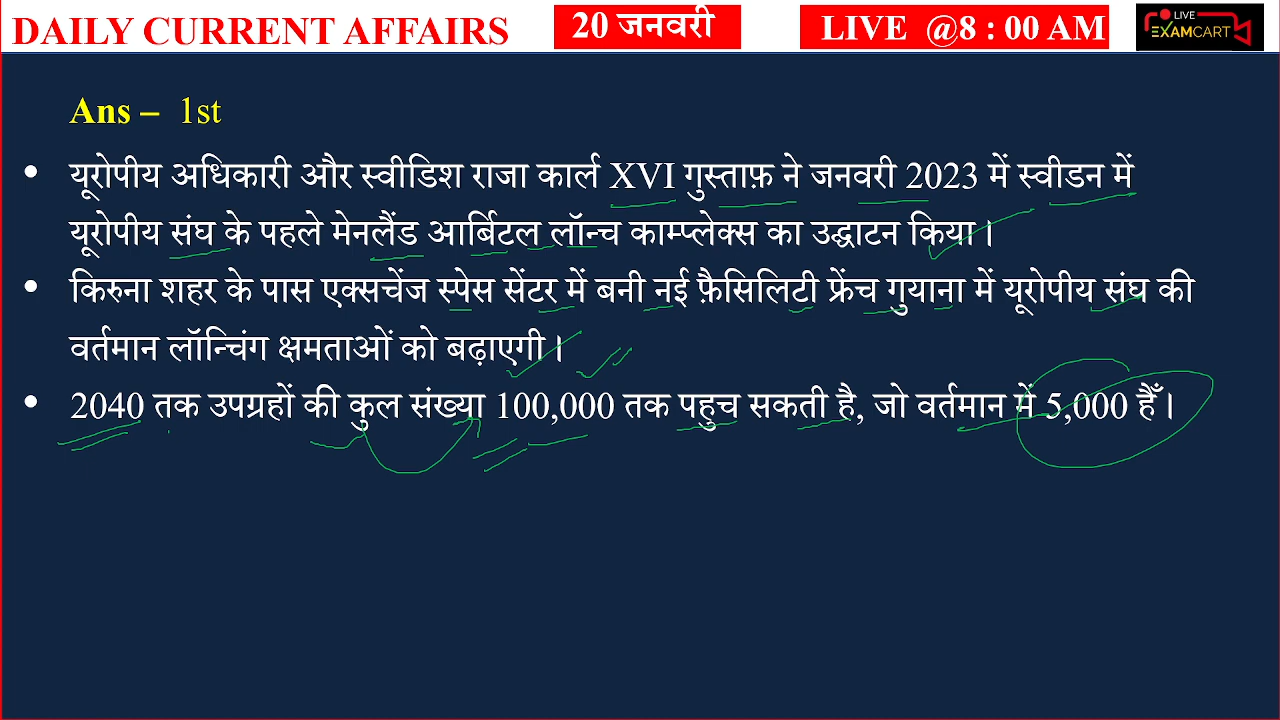 DAILY CURRENT AFFAIRS
20 जनवरी
LIVE @8 : 00 AM
LIVE
EXAMCART
Ans – 1st
• यूरोपीय अधिकारी और स्वीडिश राजा कार्ल XVI गुस्ताफ़ ने जनवरी 2023 में स्वीडन में
यूरोपीय संघ के पहले मेनलैंड आर्बिटल लॉन्च काम्प्लेक्स का उद्घाटन किया।
• किरुना शहर के पास एक्सचेंज स्पेस सेंटर में बनी नई फ़ैसिलिटी फ्रेंच गुयाना में यूरोपीय संघ की
वर्तमान लॉन्चिंग क्षमताओं को बढ़ाएगी।
• 2040 तक उपग्रहों की कुल संख्या 100,000 तक पहुच सकती है, जो वर्तमान में 5,000 हैँ।